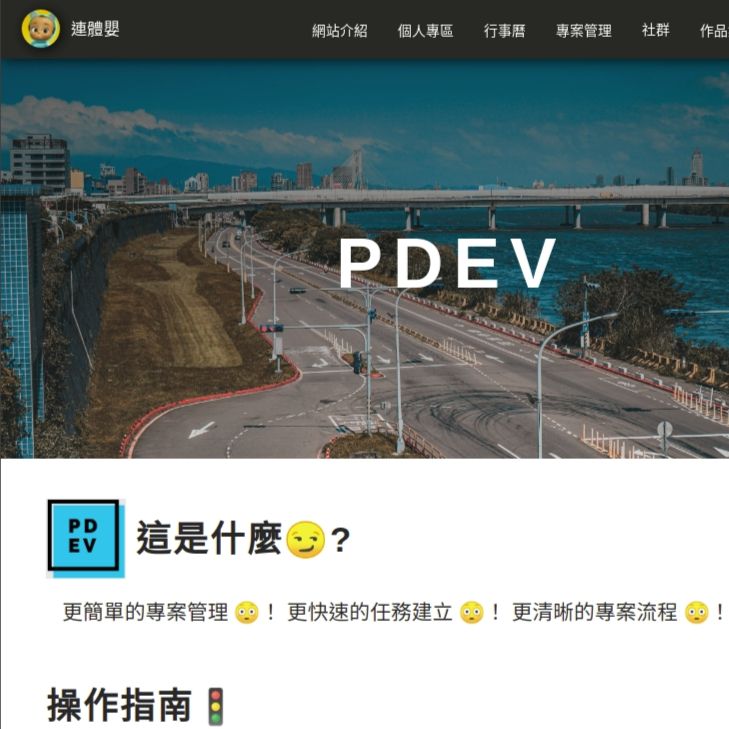 連體嬰 網站介紹 個人專區 行事曆 專案管理 社群 作品
PDEV
PD
EV
這是什麼😏?
更簡單的專案管理 😳！ 更快速的任務建立 😳！ 更清晰的專案流程 😳！
操作指南🚦